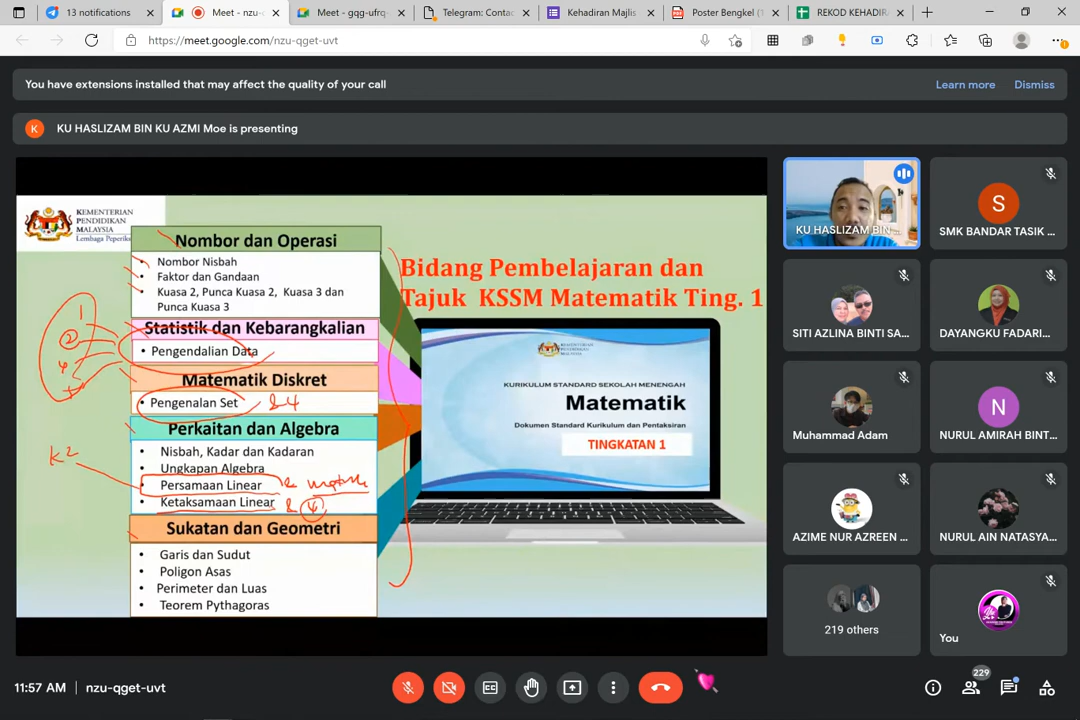 13 notifications
Meet - nzu-
Meet - gqg-ufrq-
Telegram: Contac
Kehadiran Majlis
Poster Bengkel (1
REKOD KEHADIRA
https://meet.google.com/nzu-qget-uvt
You have extensions installed that may affect the quality of your call
Learn more
Dismiss
K
KU HASLIZAM BIN KU AZMI Moe is presenting
KEMENTERIAN
PENDIDIKAN
MALAYSIA
Lembaga Peperiks
Nombor dan Operasi
• Nombor Nisbah
• Faktor dan Gandaan
• Kuasa 2, Punca Kuasa 2, Kuasa 3 dan
Punca Kuasa 3
Statistik dan Kebarangkalian
• Pengendalian Data
1
2
4
Matematik Diskret
• Pengenalan Set
Perkaitan dan Algebra
• Nisbah, Kadar dan Kadaran
• Ungkapan Algebra
• Persamaan Linear
• Ketaksamaan Linear
K2
Sukatan dan Geometri
• Garis dan Sudut
• Poligon Asas
• Perimeter dan Luas
• Teorem Pythagoras
Bidang Pembelajaran dan
Tajuk KSSM Matematik Ting. 1
KURIKULUM STANDARD SEKOLAH MENENGAH
Matematik
Dokumen Standard Kurikulum dan Pentaksiran
TINGKATAN 1
KU HASLIZAM BIN ...
S
SMK BANDAR TASIK ...
SITI AZLINA BINTI SA...
DAYANGKU FADARI...
Muhammad Adam
N
NURUL AMIRAH BINT...
AZIME NUR AZREEN ...
NURUL AIN NATASYA...
219 others
You
11:57 AM | nzu-qget-uvt
229